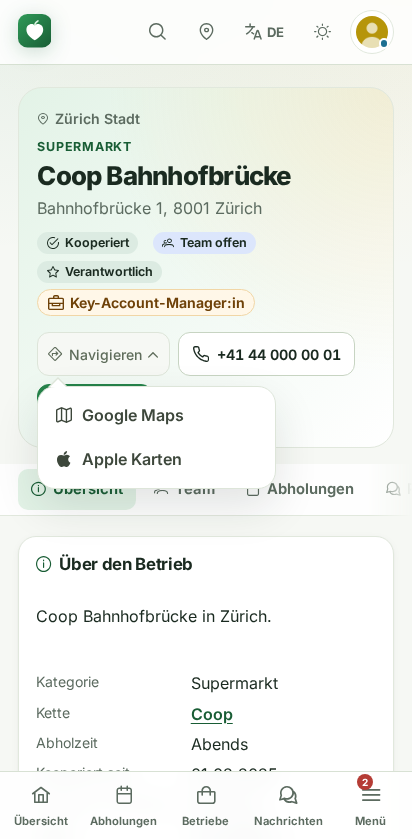 DE
Zürich Stadt
SUPERMARKT
Coop Bahnhofbrücke
Bahnhofbrücke 1, 8001 Zürich
Kooperiert
Team offen
Verantwortlich
Key-Account-Manager:in
Navigieren
+41 44 000 00 01
Google Maps
Apple Karten
Übersicht
Team
Abholungen
Über den Betrieb
Coop Bahnhofbrücke in Zürich.
Kategorie
Supermarkt
Kette
Coop
Abholzeit
Abends
2
Übersicht
Abholungen
Betriebe
Nachrichten
Menü